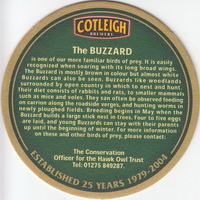 COTLEIGH
BREWERY
The BUZZARD
is one of our more familiar birds of prey. It is easily
recognized when soaring with its long broad wings.
The Buzzard is mostly brown in colour but almost white
Buzzards can also be seen. Buzzards like woodlands
surrounded by open country in which to nest and hunt.
Their diet consists of rabbits and rats, to smaller mammals
such as mice and voles. They can often be observed feeding
on carrion along the roadside verges, and hunting worms in
newly ploughed fields. Breeding begins in May when the
Buzzard builds a large stick nest in trees. Four to five eggs
are laid, and young Buzzards can stay with their parents
up until the beginning of winter. For more information
on these and other birds of prey, please contact:
The Conservation
Officer for the Hawk Owl Trust
Tel: 01275 849287.
ESTABLISHED 25 YEARS 1979-2004